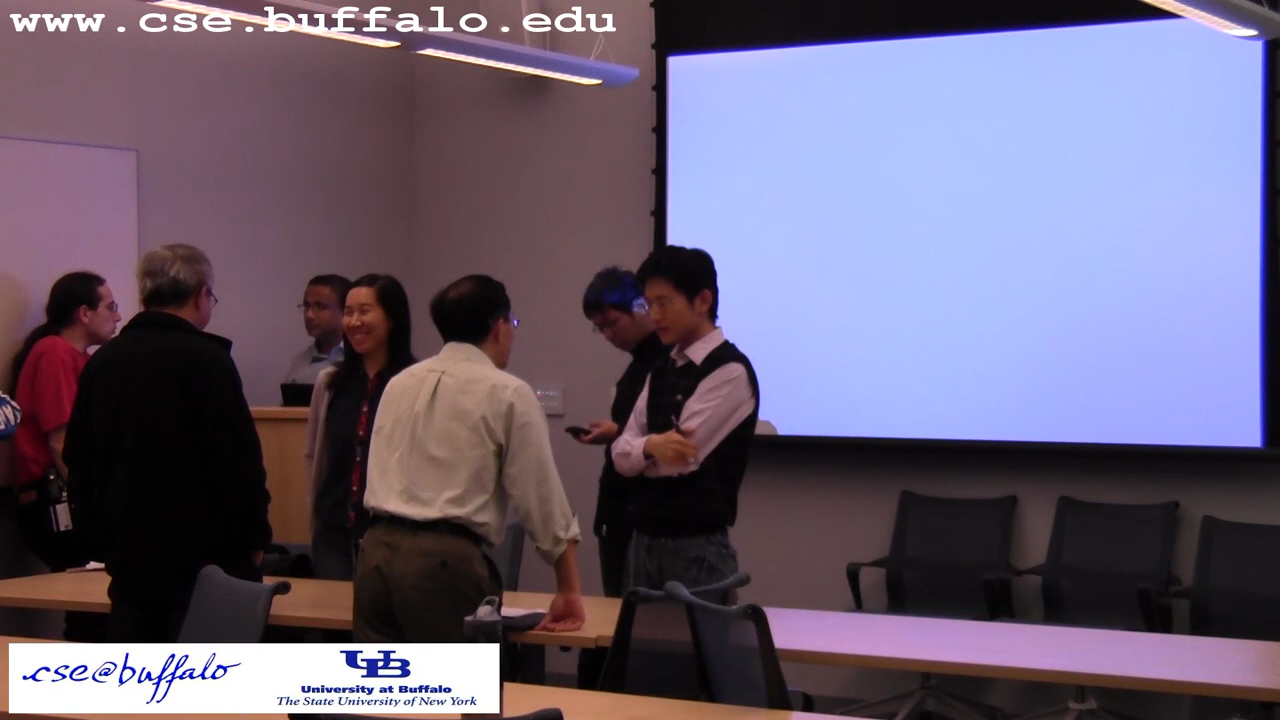 www.cse.buffalo.edu
cse@buffalo
UB
University at Buffalo
The State University of New York